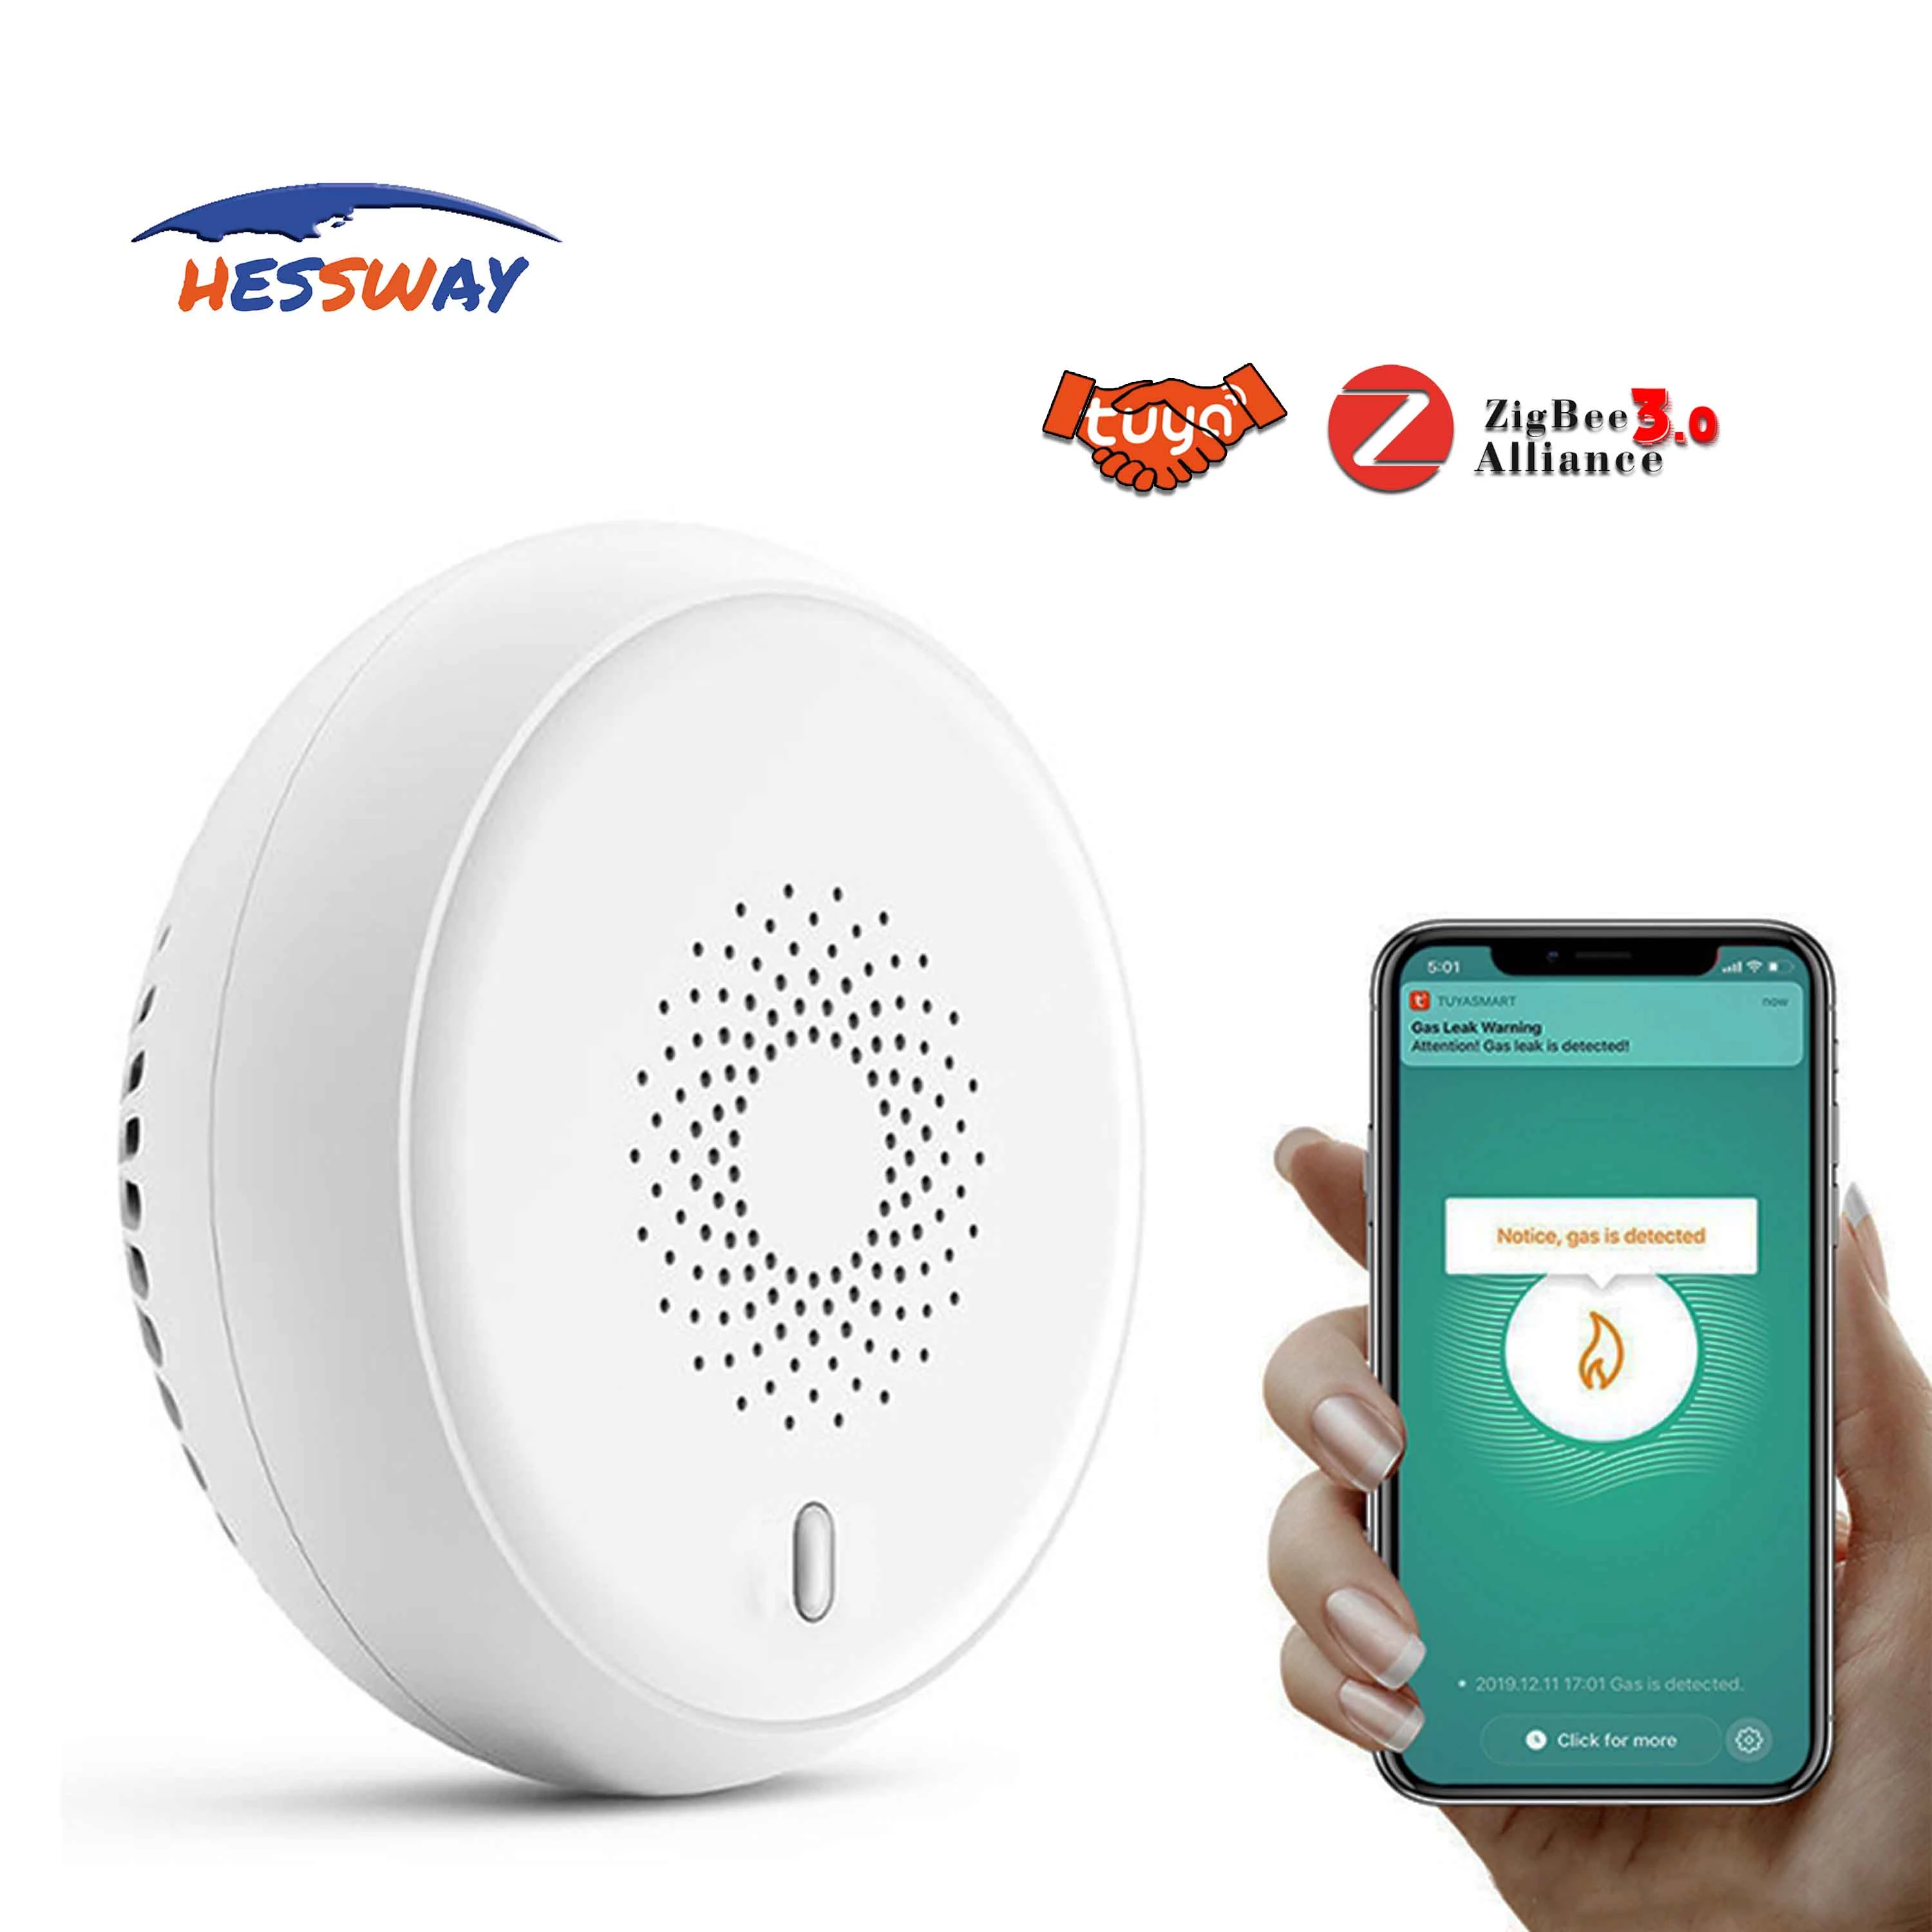 HESSWAY
tuya
ZigBee 3.0
Alliance
5:01
TUYASMART
now
Gas Leak Warning
Attention! Gas leak is detected!
Notice, gas is detected
2019.12.11 17:01 Gas is detected.
Click for more